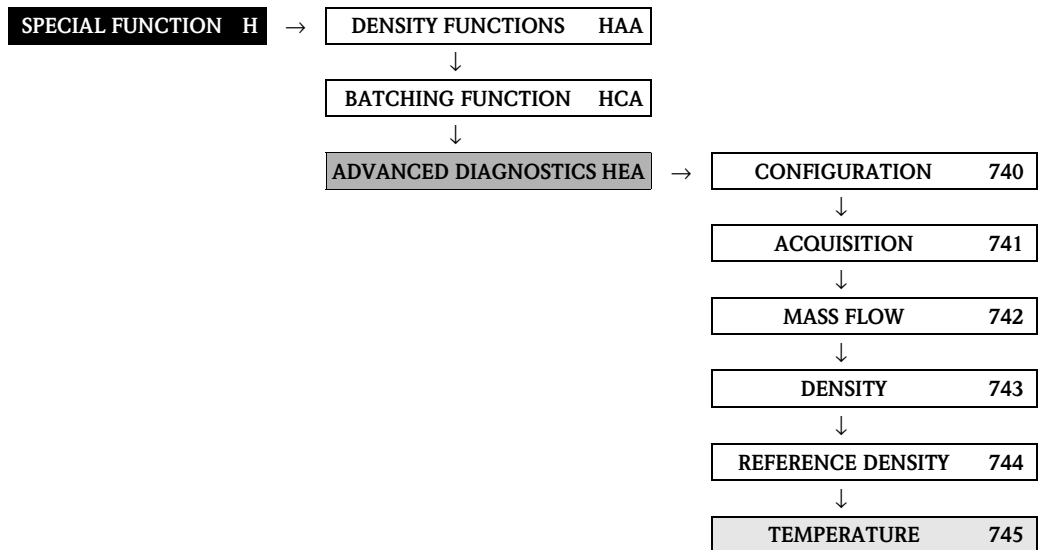 SPECIAL FUNCTION H → DENSITY FUNCTIONS HAA
↓
BATCHING FUNCTION HCA
↓
ADVANCED DIAGNOSTICS HEA → CONFIGURATION 740
↓
ACQUISITION 741
↓
MASS FLOW 742
↓
DENSITY 743
↓
REFERENCE DENSITY 744
↓
TEMPERATURE 745